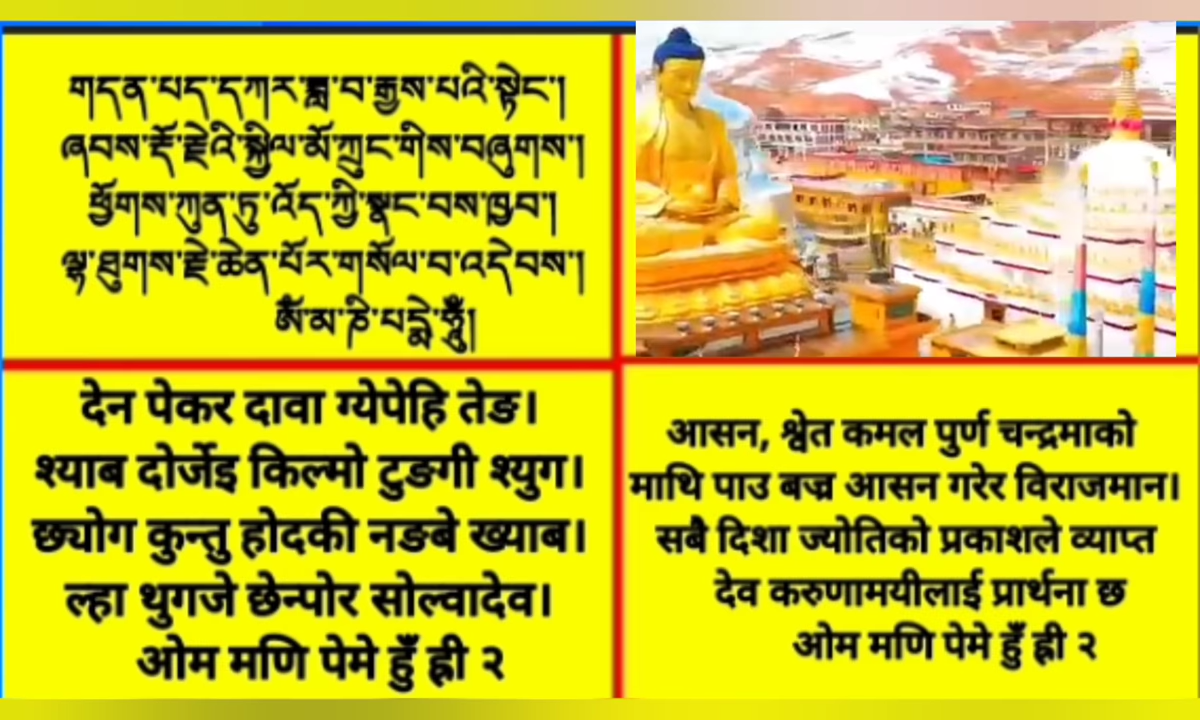 གདན་པད་དཀར་ཟླ་བ་རྒྱས་པའི་སྟེང་།
ཞབས་རྡོ་རྗེའི་སྐྱིལ་མོ་ཀྲུང་གིས་བཞུགས།
ཕྱོགས་ཀུན་ཏུ་འོད་ཀྱི་སྣང་བས་ཁྱབ།
ལྷ་ཐུགས་རྗེ་ཆེན་པོར་གསོལ་བ་འདེབས།
ༀ་མ་ཎི་པདྨེ་ཧཱུྃ།
देन पेकर दावा ग्येपेहि तेङ।
श्याब दोर्जेइ किल्मो टुङगी श्युग।
छ्योग कुन्तु होदकी नङबे ख्याब।
ल्हा थुगजे छेन्पोर सोल्वादेव।
ओम मणि पेमे हुँ ह्री २
आसन, श्वेत कमल पुर्ण चन्द्रमाको
माथि पाउ बज्र आसन गरेर विराजमान।
सबै दिशा ज्योतिको प्रकाशले व्याप्त
देव करुणामयीलाई प्रार्थना छ
ओम मणि पेमे हुँ ह्री २